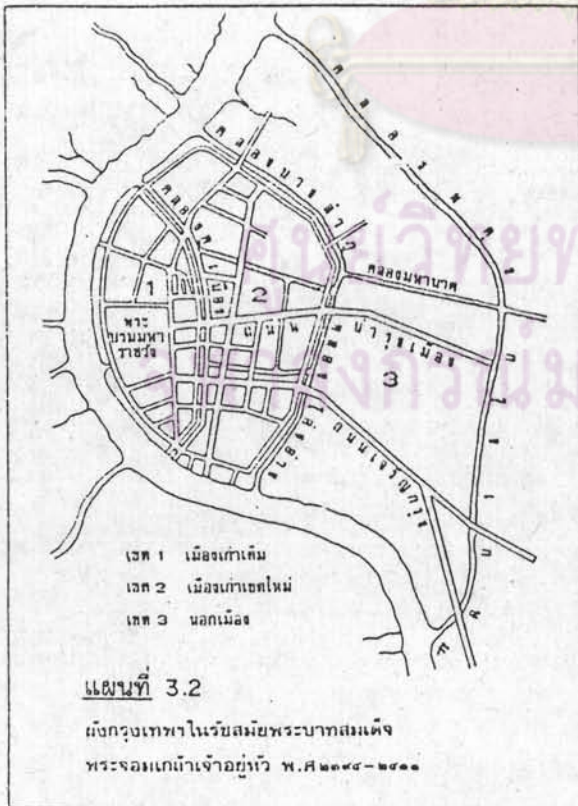 คลองผดุง
คลองบางลำพู
คลองมหานาค
1
2
พระ
บรมมหา
ราชวัง
ถนน
บำรุงเมือง
3
ถนนเจริญกรุง
เขต 1 เมืองเก่าเดิม
เขต 2 เมืองเก่าเขตใหม่
เขต 3 นอกเมือง
แผนที่ 3.2
ผังกรุงเทพฯในรัชสมัยพระบาทสมเด็จ
พระจอมเกล้าเจ้าอยู่หัว พ.ศ ๒๓๙๔-๒๔๑๑